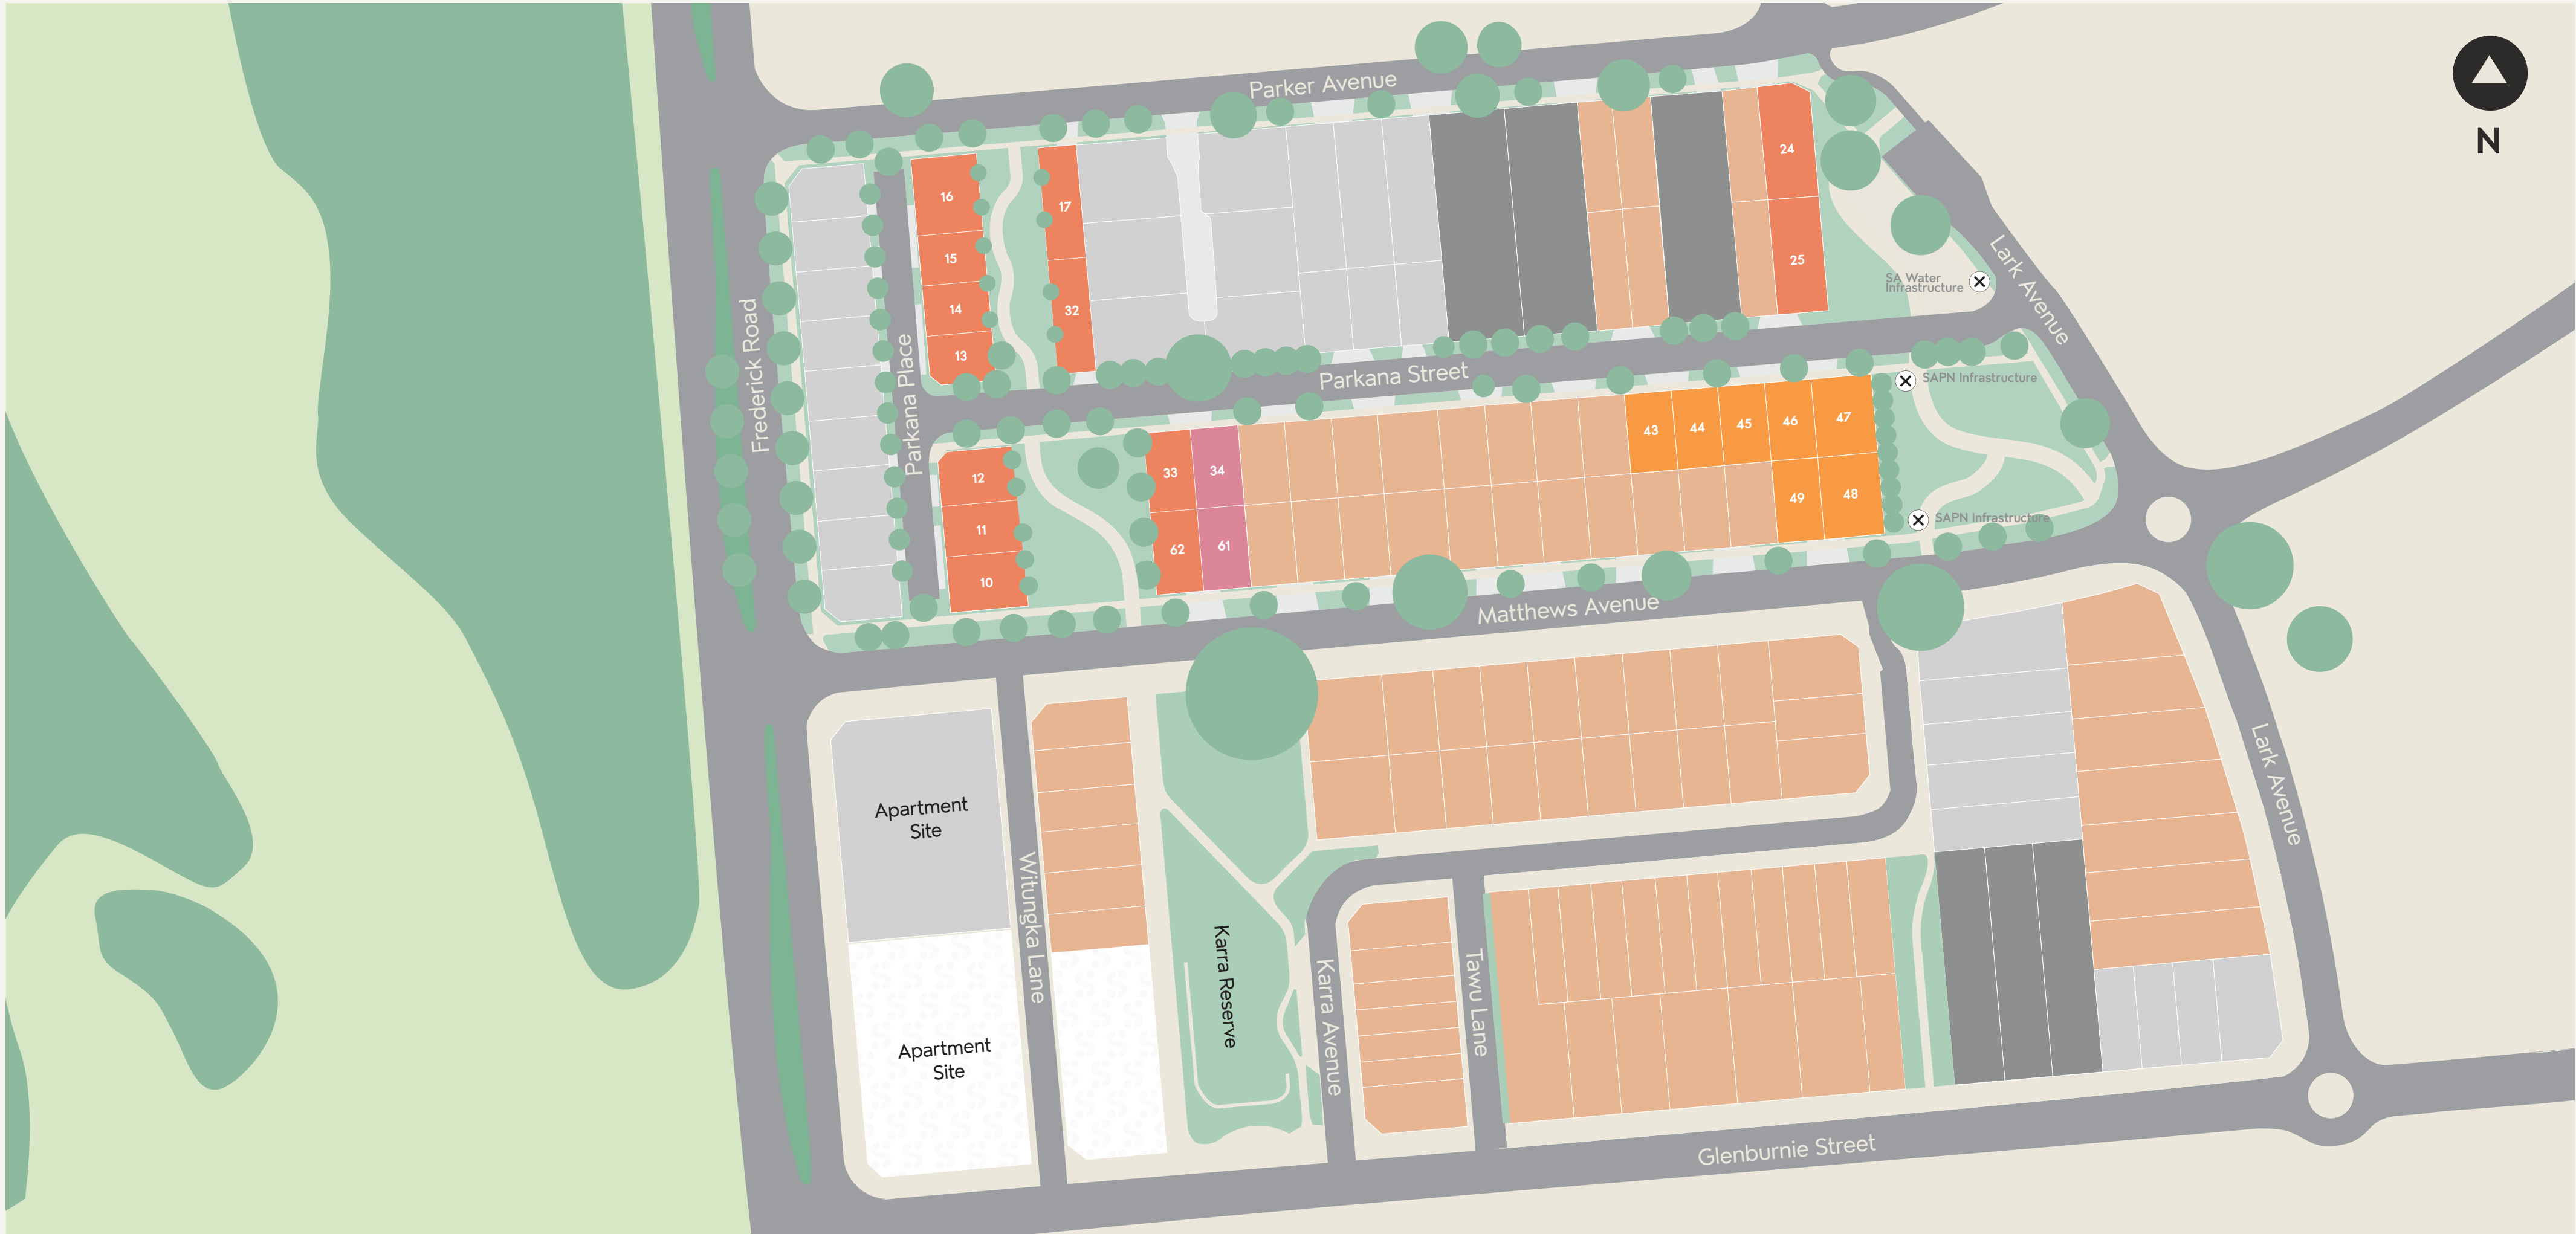 Parker Avenue
N
24
16
17
15
25
Lark Avenue
SA Water
Infrastructure
14
32
13
Frederick Road
Parkana Place
Parkana Street
SAPN Infrastructure
47
46
45
44
43
34
33
12
48
49
11
SAPN Infrastructure
61
62
10
Matthews Avenue
Lark Avenue
Apartment
Site
Witungka Lane
Karra Reserve
Karra Avenue
Tawu Lane
Apartment
Site
Glenburnie Street